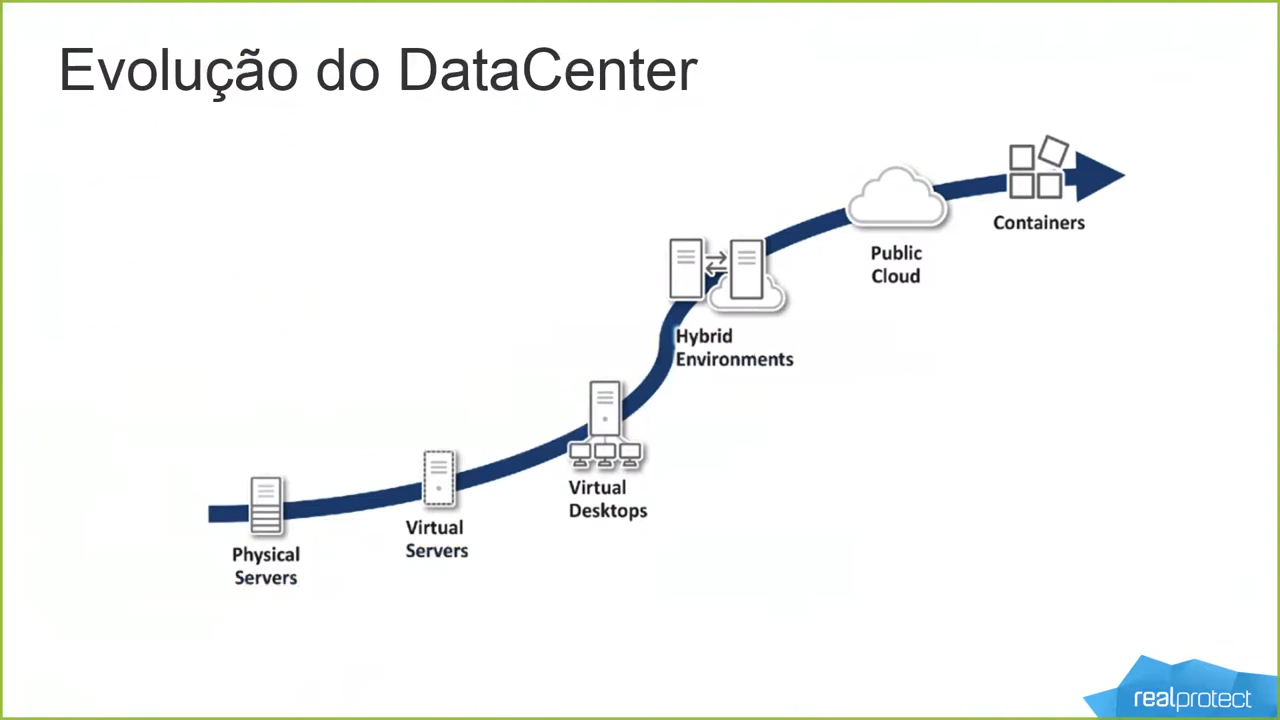 Evolução do DataCenter
Physical
Servers
Virtual
Servers
Virtual
Desktops
Hybrid
Environments
Public
Cloud
Containers
realprotect